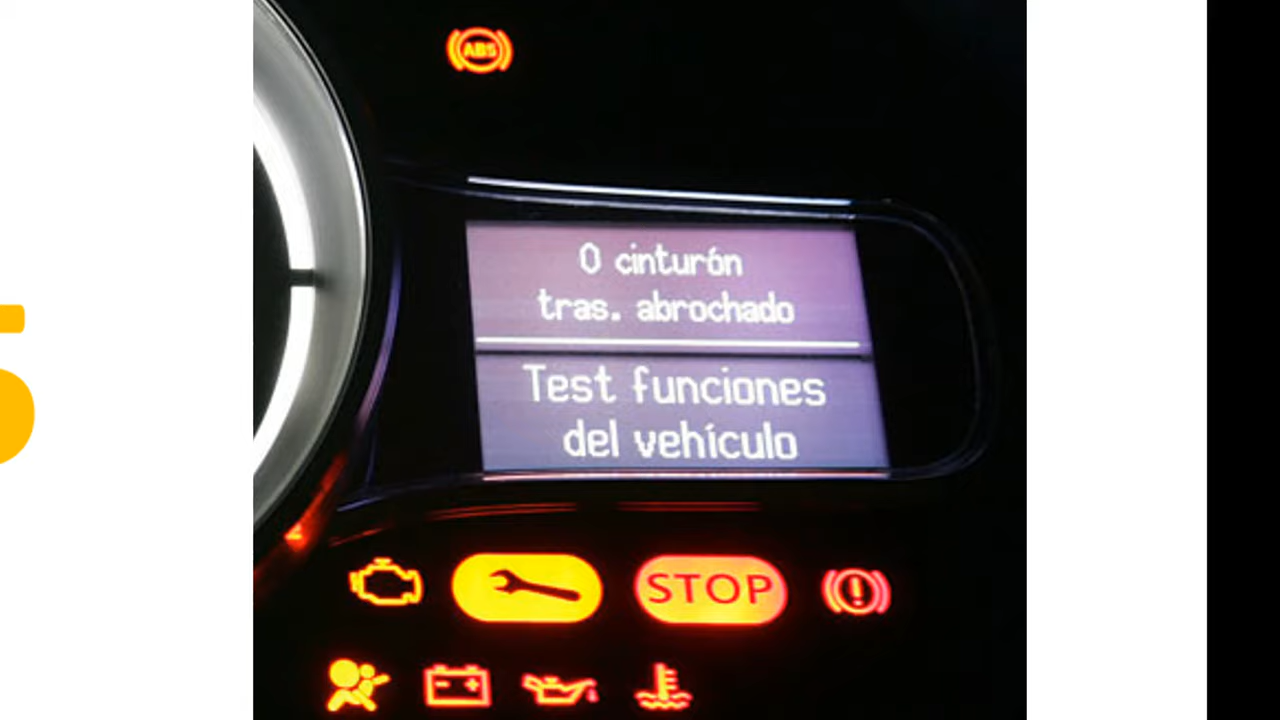 ABS
0 cinturón
tras. abrochado
Test funciones
del vehículo
STOP